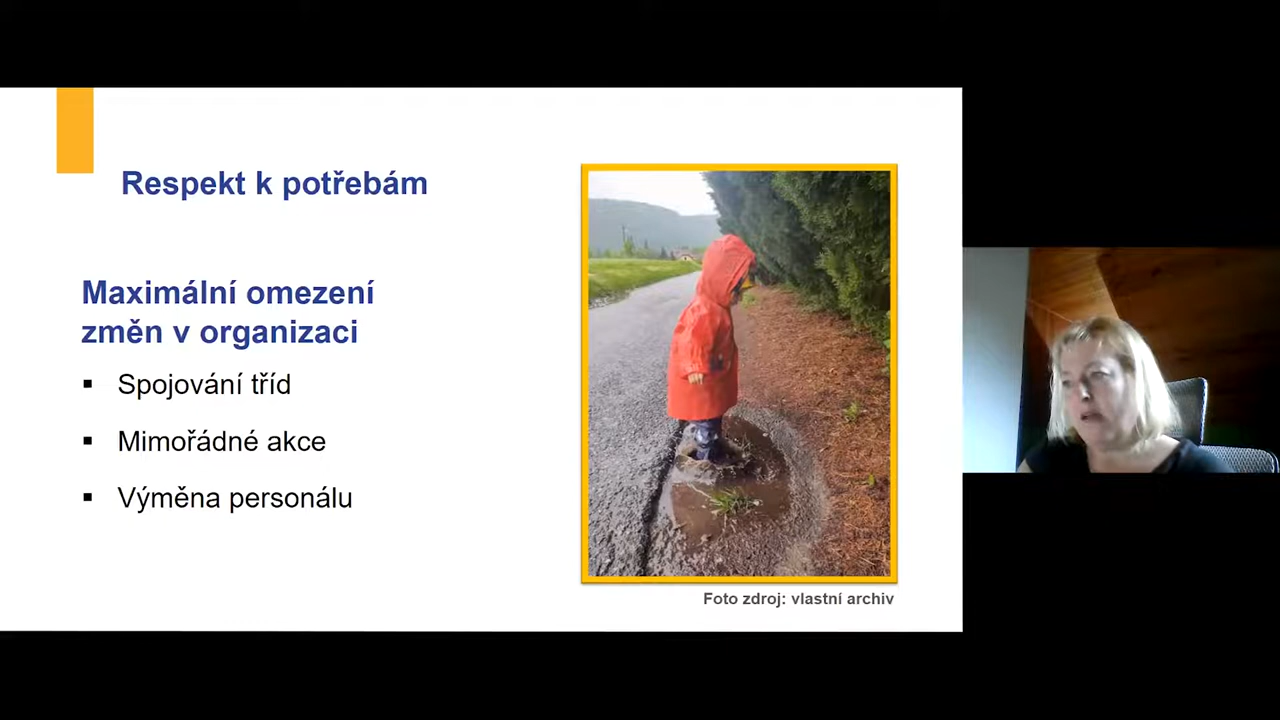 Respekt k potřebám
Maximální omezení
změn v organizaci
▪ Spojování tříd
▪ Mimořádné akce
▪ Výměna personálu
Foto zdroj: vlastní archiv